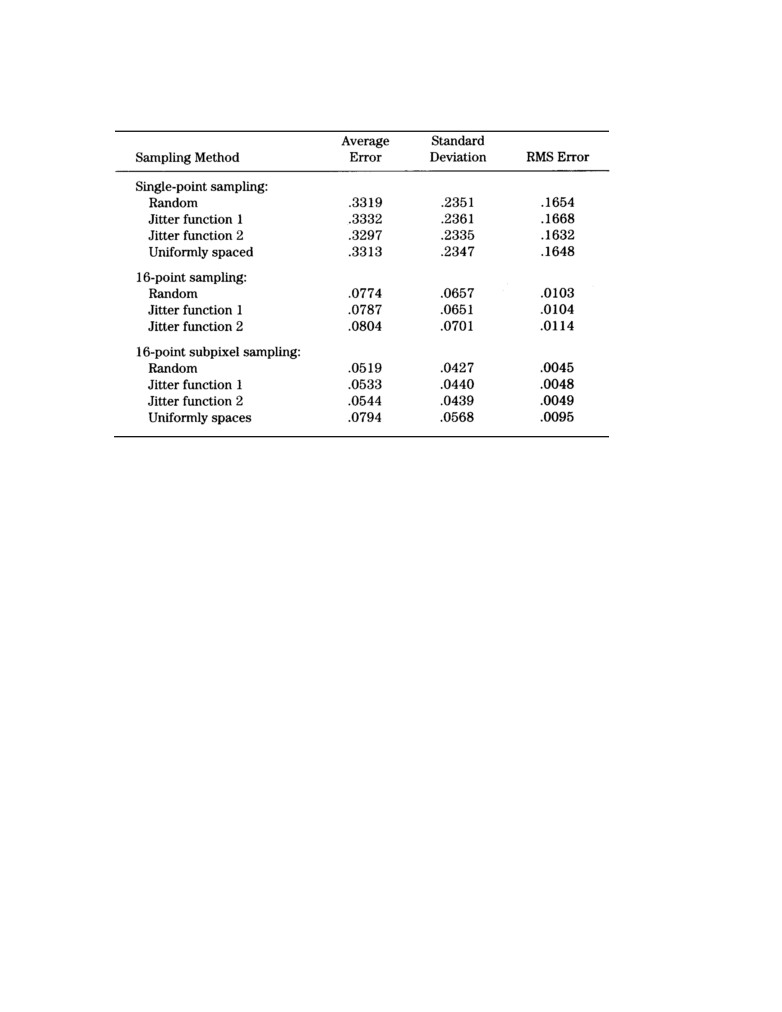 Average Standard
Sampling Method Error Deviation RMS Error
Single-point sampling:
Random .3319 .2351 .1654
Jitter function 1 .3332 .2361 .1668
Jitter function 2 .3297 .2335 .1632
Uniformly spaced .3313 .2347 .1648
16-point sampling:
Random .0774 .0657 .0103
Jitter function 1 .0787 .0651 .0104
Jitter function 2 .0804 .0701 .0114
16-point subpixel sampling:
Random .0519 .0427 .0045
Jitter function 1 .0533 .0440 .0048
Jitter function 2 .0544 .0439 .0049
Uniformly spaces .0794 .0568 .0095